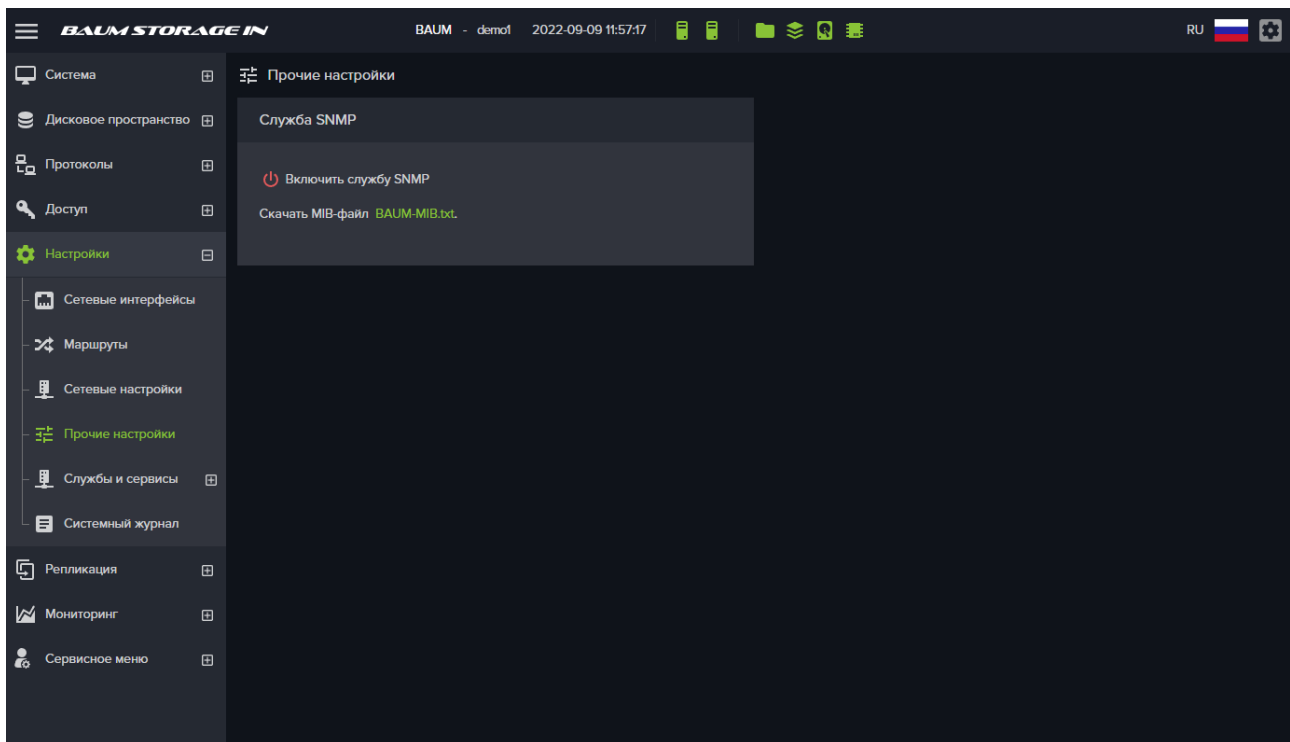 BAUM STORAGE IN
BAUM - demo1 2022-09-09 11:57:17
RU
Система
Дисковое пространство
Протоколы
Доступ
Настройки
Сетевые интерфейсы
Маршруты
Сетевые настройки
Прочие настройки
Службы и сервисы
Системный журнал
Репликация
Мониторинг
Сервисное меню
Прочие настройки
Служба SNMP
Включить службу SNMP
Скачать MIB-файл BAUM-MIB.txt.